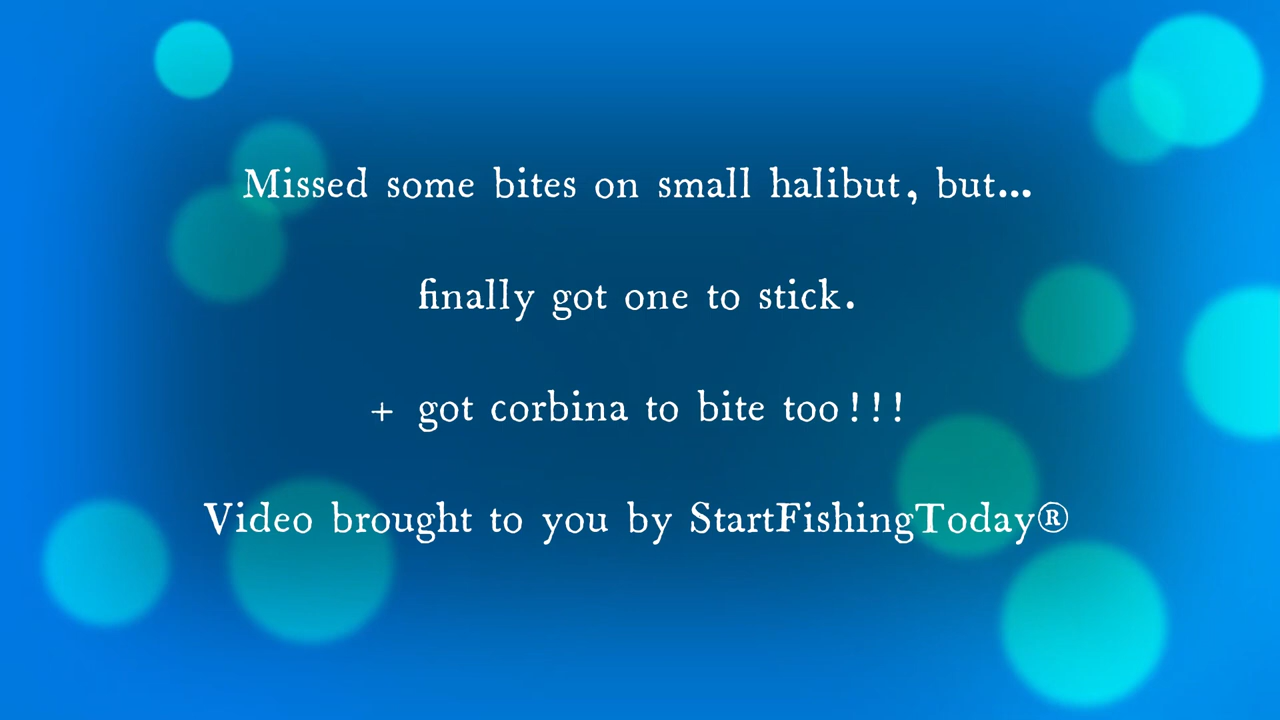 Missed some bites on small halibut, but...
finally got one to stick.
+ got corbina to bite too!!!
Video brought to you by StartFishingToday®